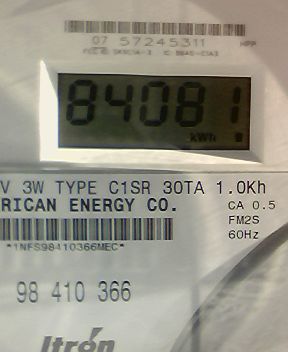 07 57245311
84081
kWh
V 3W TYPE C1SR 30TA 1.0Kh
RICAN ENERGY CO. CA 0.5
FM2S
60Hz
*1NFS98410366MEC*
98 410 366
Itrón